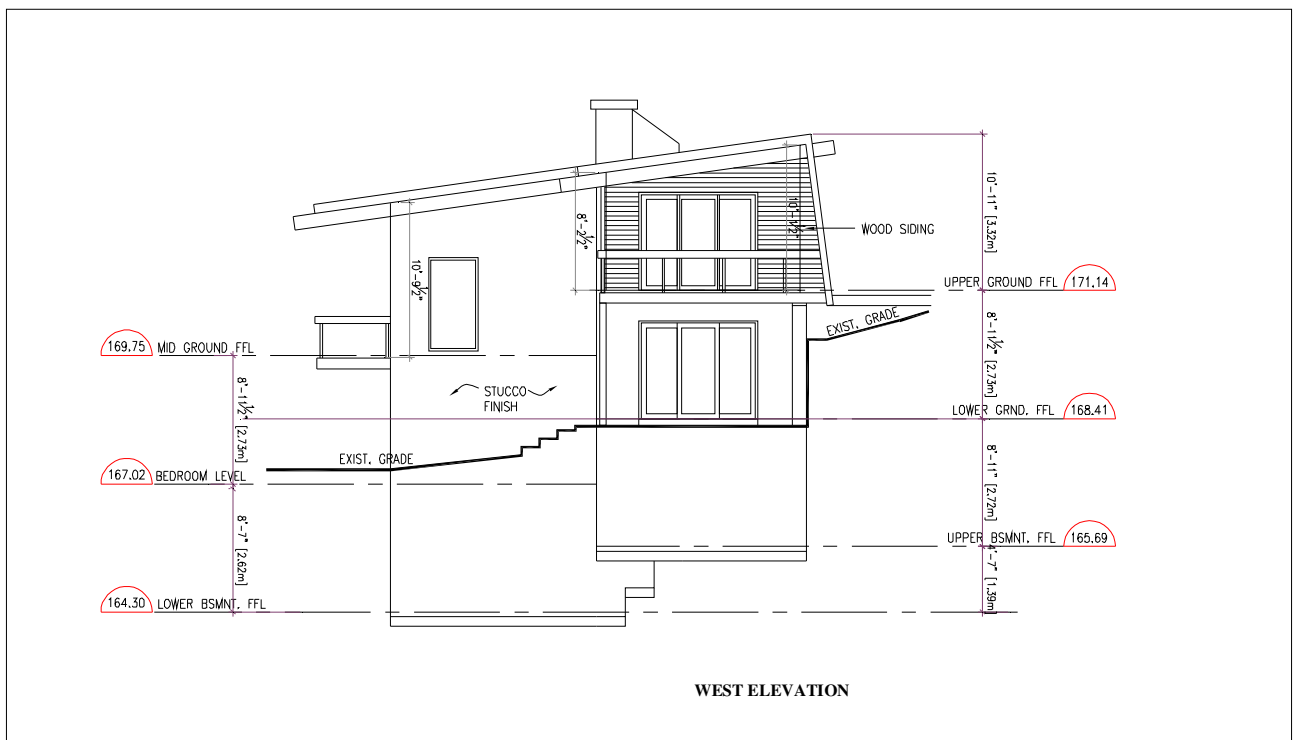 10'-11" [3.32m]
8'-2½"
10'-1½"
WOOD SIDING
10'-9½"
UPPER GROUND FFL 171.14
EXIST. GRADE
8'-11½" [2.73m]
169.75 MID GROUND FFL
8'-11½" [2.73m]
STUCCO
FINISH
LOWER GRND. FFL 168.41
EXIST. GRADE
167.02 BEDROOM LEVEL
8'-11" [2.72m]
8'-7" [2.62m]
UPPER BSMNT. FFL 165.69
4'-7" [1.39m]
164.30 LOWER BSMNT. FFL
WEST ELEVATION